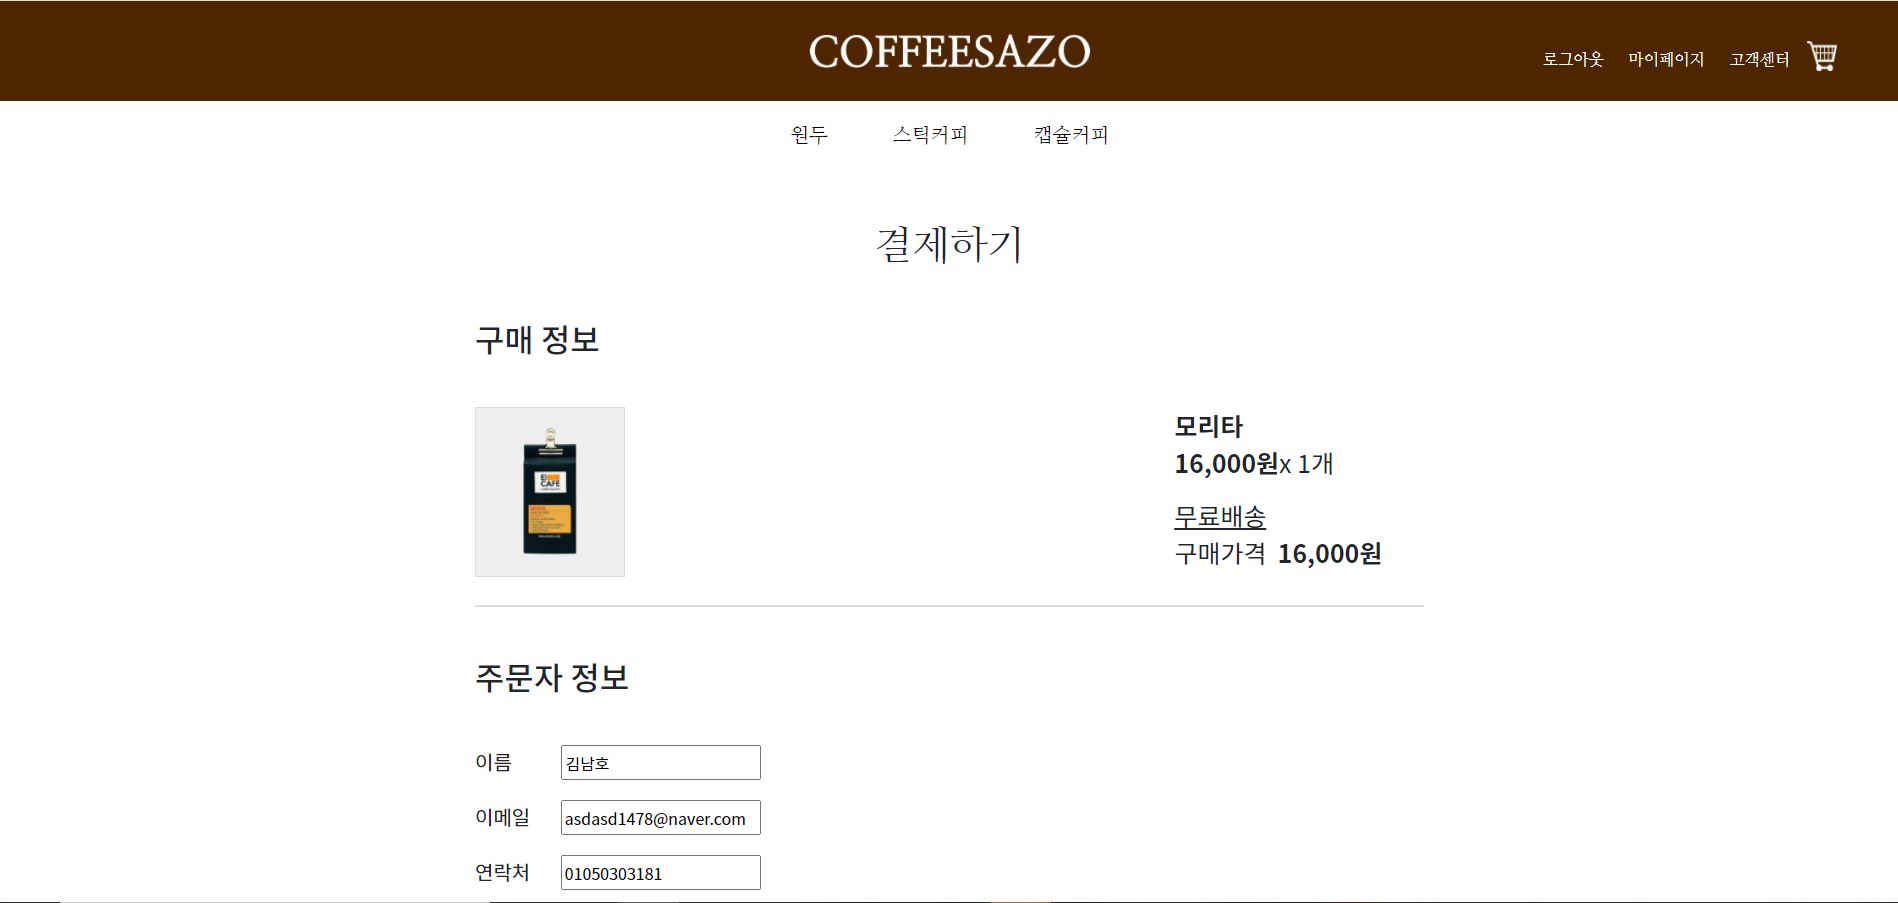 COFFEESAZO
로그아웃 마이페이지 고객센터
원두 스틱커피 캡슐커피
결제하기
구매 정보
CAFE
모리타
16,000원x 1개
무료배송
구매가격 16,000원
주문자 정보
이름 김남호
이메일 asdasd1478@naver.com
연락처 01050303181